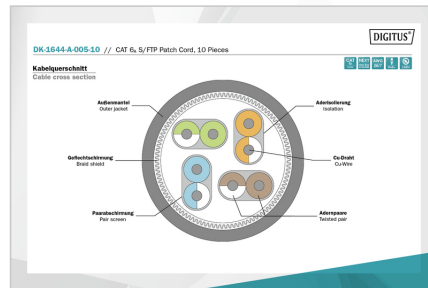 DIGITUS®
DK-1644-A-005-10 // CAT 6A S/FTP Patch Cord, 10 Pieces
Kabelquerschnitt
Cable cross section
Außenmantel
Outer jacket
Aderisolierung
Isolation
Geflechtschirmung
Braid shield
Cu-Draht
Cu-Wire
Paarabschirmung
Pair screen
Adernpaare
Twisted pair